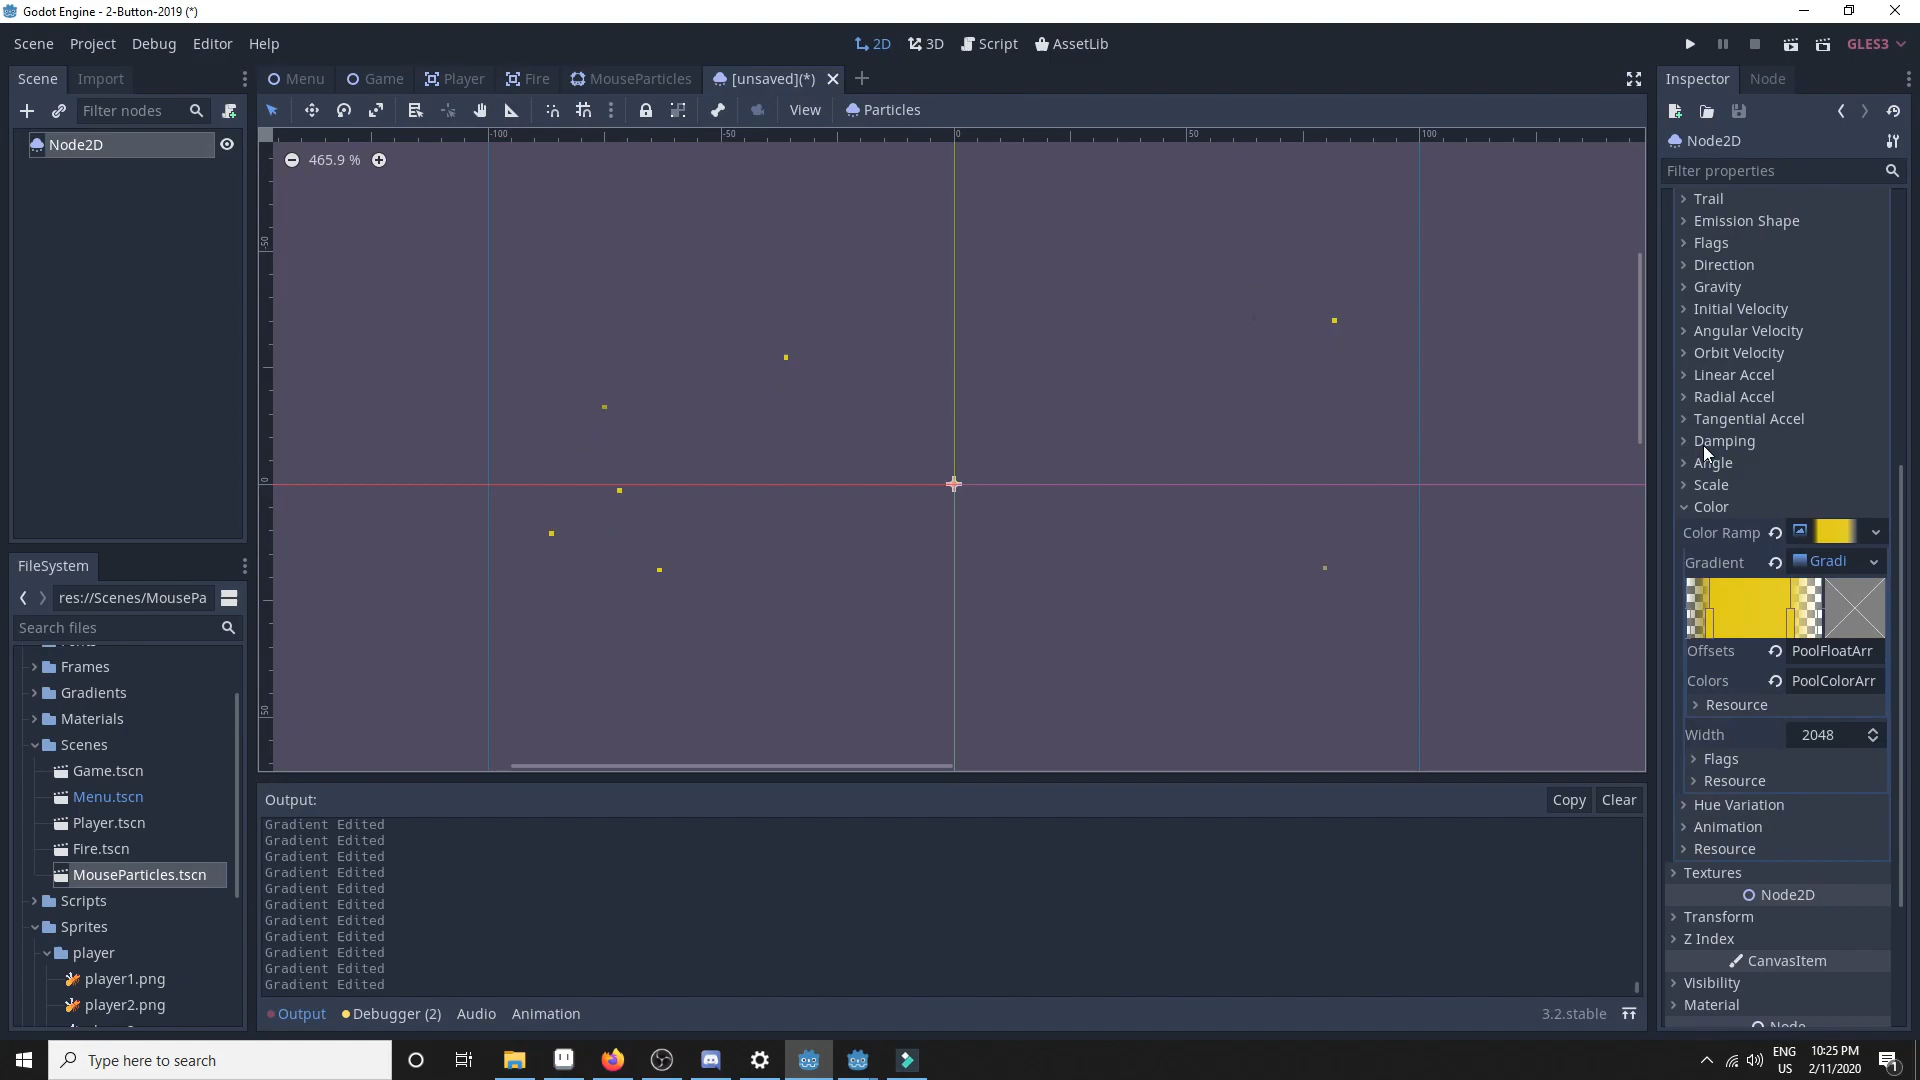 Godot Engine - 2-Button-2019 (*)
Scene Project Debug Editor Help
2D 3D Script AssetLib
GLES3
Scene Import
Menu Game Player Fire MouseParticles [unsaved](*)
Inspector Node
Filter nodes
View Particles
Node2D
Node2D
Filter properties
465.9 %
-100 -50 0 50 100
-50
0
50
Trail
Emission Shape
Flags
Direction
Gravity
Initial Velocity
Angular Velocity
Orbit Velocity
Linear Accel
Radial Accel
Tangential Accel
Damping
Angle
Scale
Color
Color Ramp
Gradient Gradi
Offsets PoolFloatArr
Colors PoolColorArr
Resource
Width 2048
Flags
Resource
Hue Variation
Animation
Resource
Textures
Node2D
Transform
Z Index
CanvasItem
Visibility
Material
FileSystem
res://Scenes/MousePa
Search files
Frames
Gradients
Materials
Scenes
Game.tscn
Menu.tscn
Player.tscn
Fire.tscn
MouseParticles.tscn
Scripts
Sprites
player
player1.png
player2.png
Output:
Copy Clear
Gradient Edited
Gradient Edited
Gradient Edited
Gradient Edited
Gradient Edited
Gradient Edited
Gradient Edited
Gradient Edited
Gradient Edited
Gradient Edited
Gradient Edited
Output Debugger (2) Audio Animation
3.2.stable
Type here to search
ENG
US
10:25 PM
2/11/2020
1